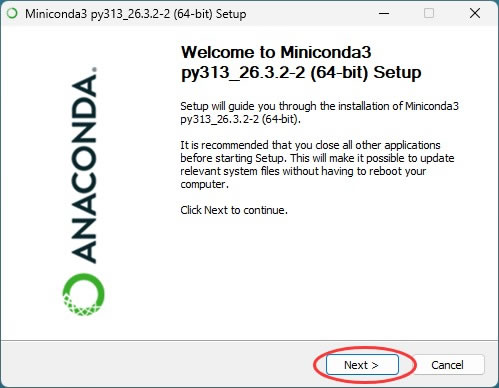 Miniconda3 py313_26.3.2-2 (64-bit) Setup
Welcome to Miniconda3
py313_26.3.2-2 (64-bit) Setup
Setup will guide you through the installation of Miniconda3
py313_26.3.2-2 (64-bit).
It is recommended that you close all other applications
before starting Setup. This will make it possible to update
relevant system files without having to reboot your
computer.
Click Next to continue.
ANACONDA.
Next >
Cancel